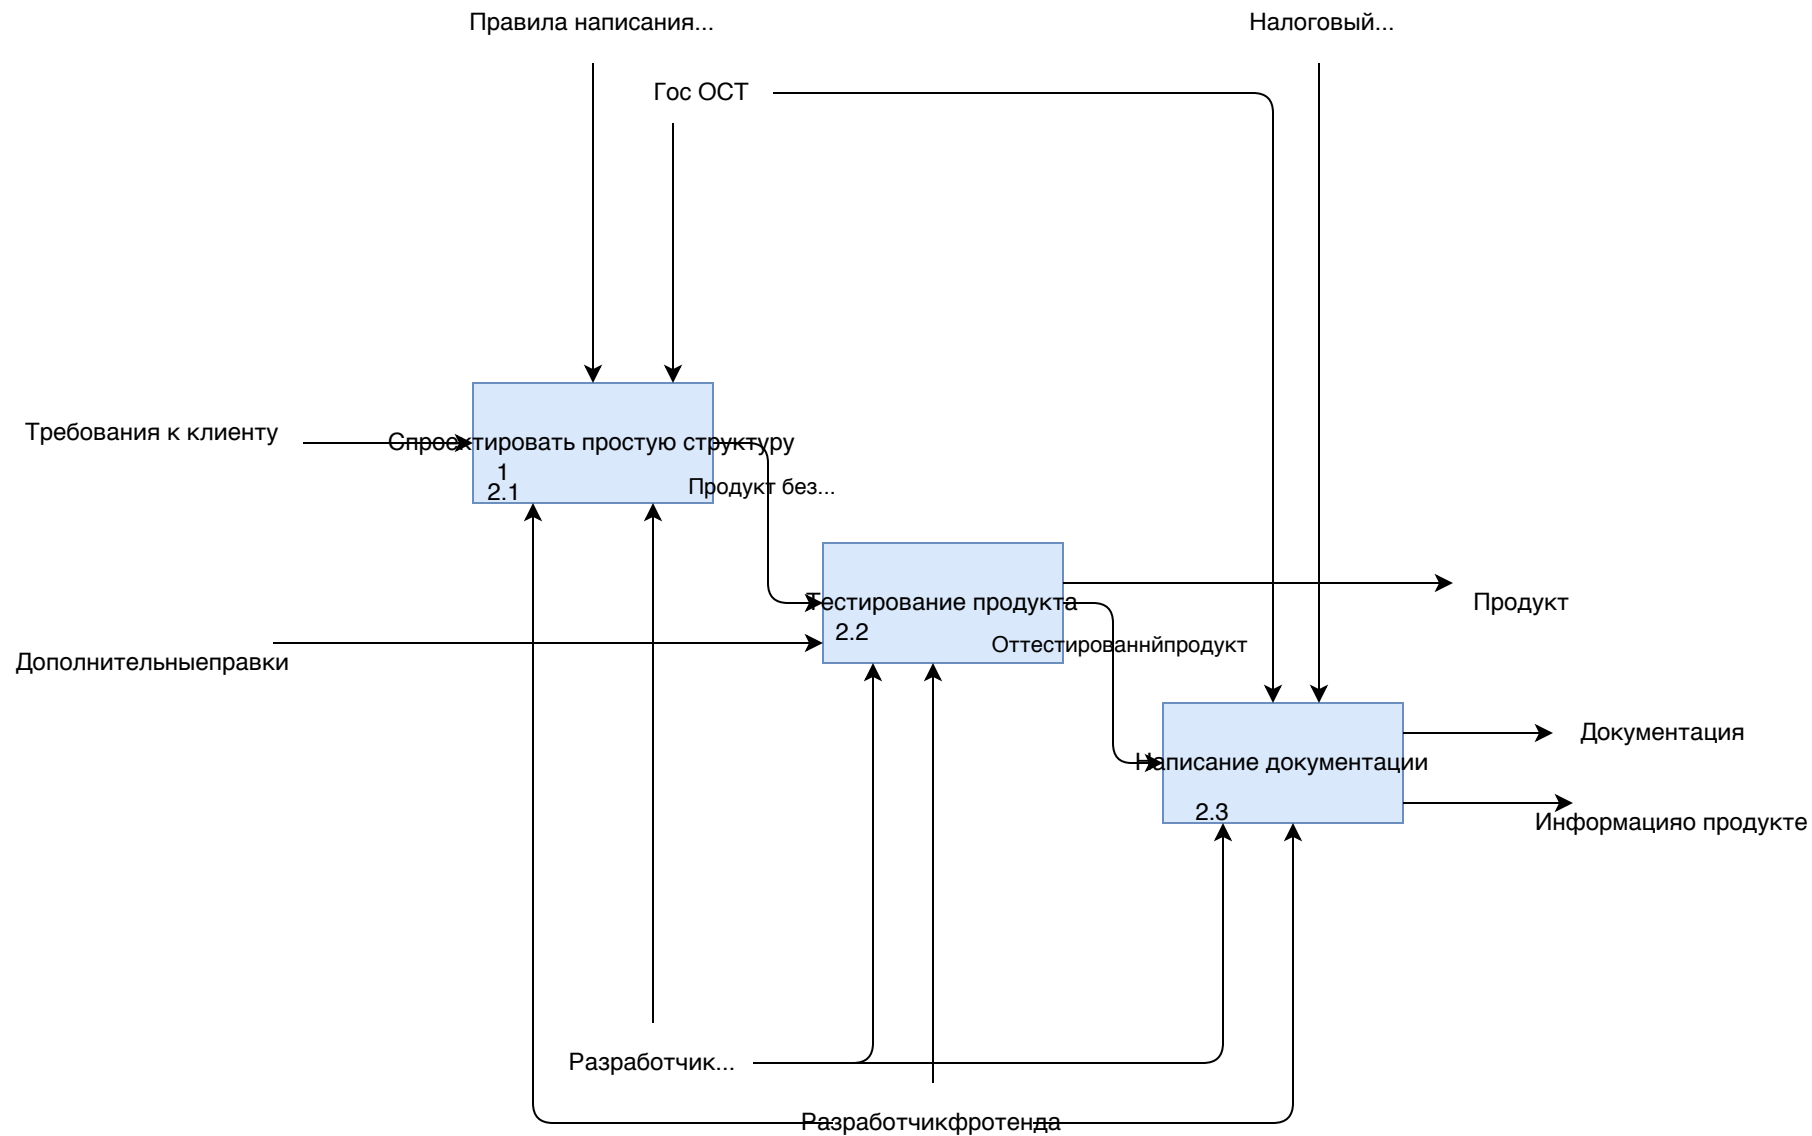 Правила написания...
Налоговый...
Гос ОСТ
Требования к клиенту
Спроектировать простую структуру
1
2.1
Продукт без...
Тестирование продукта
2.2
Оттестированнйпродукт
Продукт
Дополнительныеправки
Документация
Написание документации
2.3
Информацияо продукте
Разработчик...
Разработчикфротенда